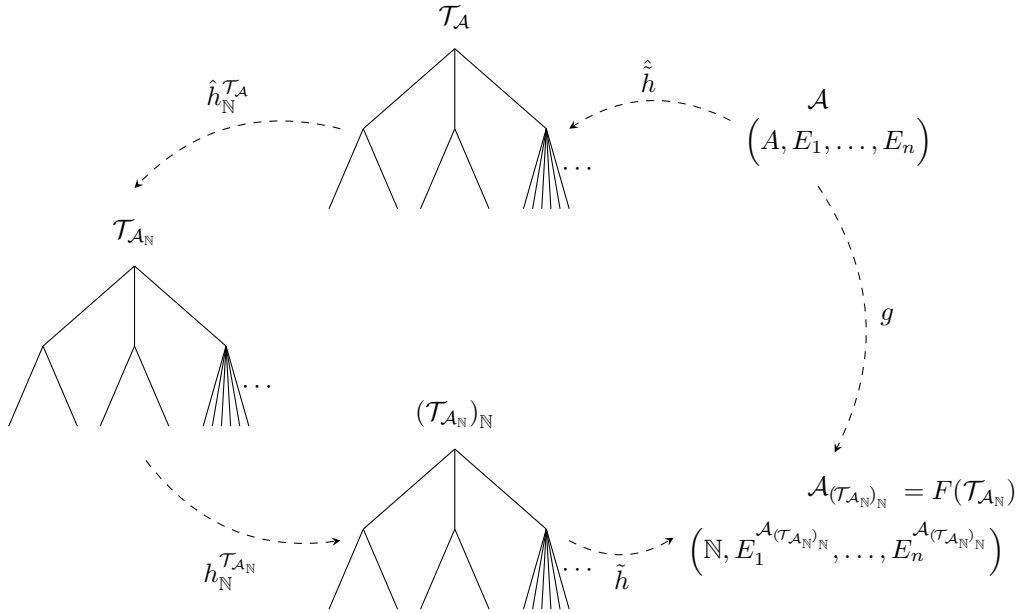 𝒯_𝒜
ĥ_ℕ^{𝒯_𝒜}
\hat{\tilde{h}}
𝒜
(A, E_1, …, E_n)
…
𝒯_{𝒜_ℕ}
g
…
(𝒯_{𝒜_ℕ})_ℕ
𝒜_{(𝒯_{𝒜_ℕ})_ℕ} = F(𝒯_{𝒜_ℕ})
(ℕ, E_1^{𝒜_{(𝒯_{𝒜_ℕ})_ℕ}}, …, E_n^{𝒜_{(𝒯_{𝒜_ℕ})_ℕ}})
h_ℕ^{𝒯_{𝒜_ℕ}}
…
\tilde{h}